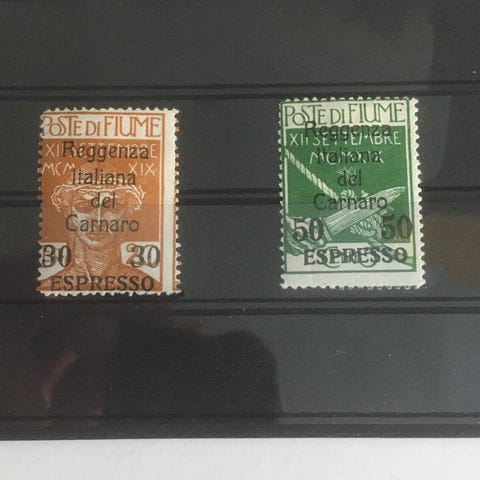 POSTE DI FIUME
XII SETTEMBRE
MCM XIX
Reggenza
Italiana
del
Carnaro
30 30
ESPRESSO
POSTE DI FIUME
XII SETTEMBRE
Reggenza
Italiana
del
Carnaro
50 50
ESPRESSO